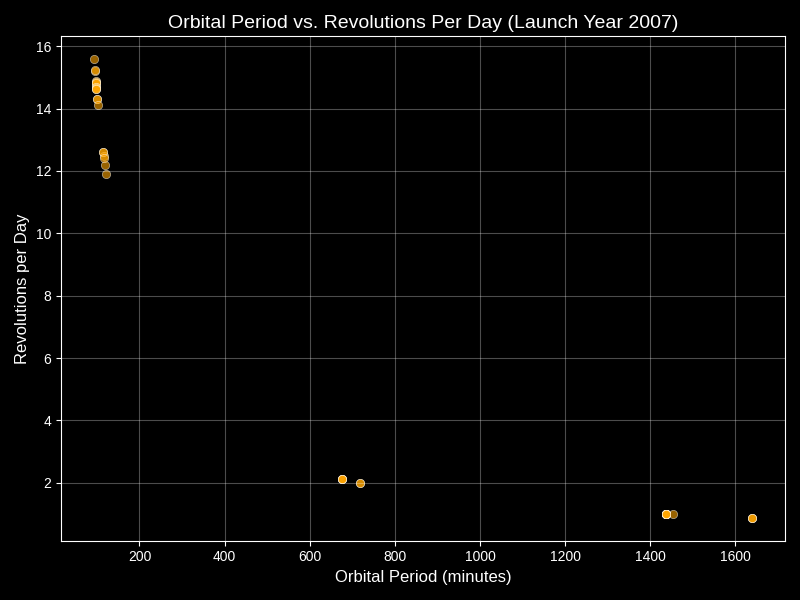 Orbital Period vs. Revolutions Per Day (Launch Year 2007)
Revolutions per Day
16
14
12
10
8
6
4
2
200 400 600 800 1000 1200 1400 1600
Orbital Period (minutes)